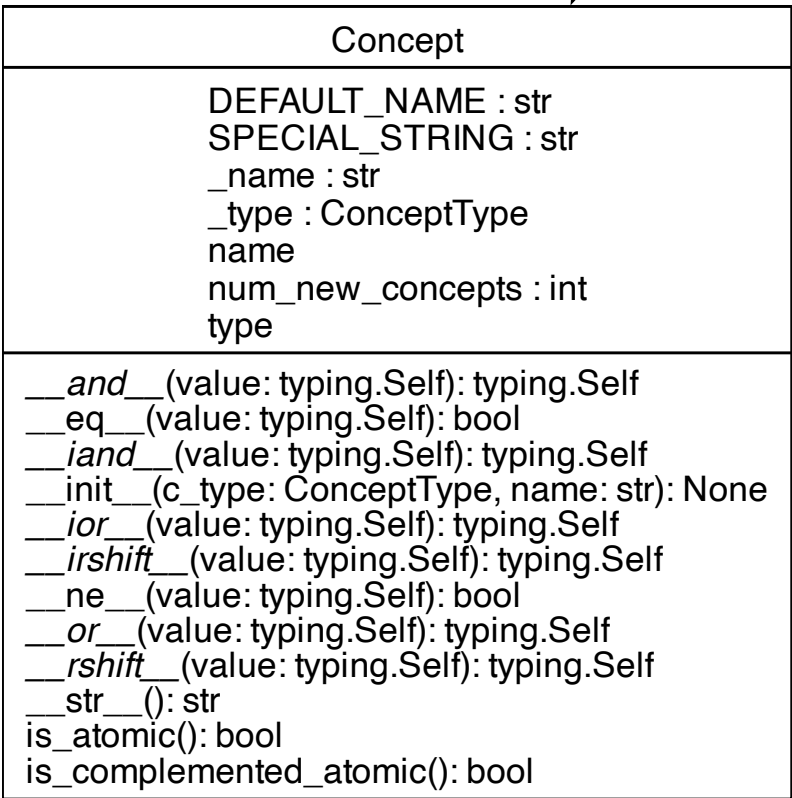 Concept
DEFAULT_NAME : str
SPECIAL_STRING : str
_name : str
_type : ConceptType
name
num_new_concepts : int
type
__and__(value: typing.Self): typing.Self
__eq__(value: typing.Self): bool
__iand__(value: typing.Self): typing.Self
__init__(c_type: ConceptType, name: str): None
__ior__(value: typing.Self): typing.Self
__irshift__(value: typing.Self): typing.Self
__ne__(value: typing.Self): bool
__or__(value: typing.Self): typing.Self
__rshift__(value: typing.Self): typing.Self
__str__(): str
is_atomic(): bool
is_complemented_atomic(): bool